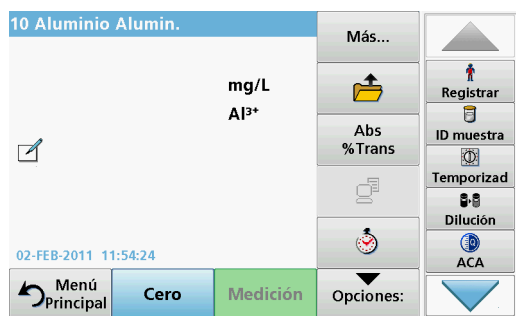 10 Aluminio Alumin.
mg/L
Al³⁺
02-FEB-2011 11:54:24
Menú
Principal
Cero
Medición
Opciones:
Más...
Abs
%Trans
Registrar
ID muestra
Temporizad
Dilución
ACA